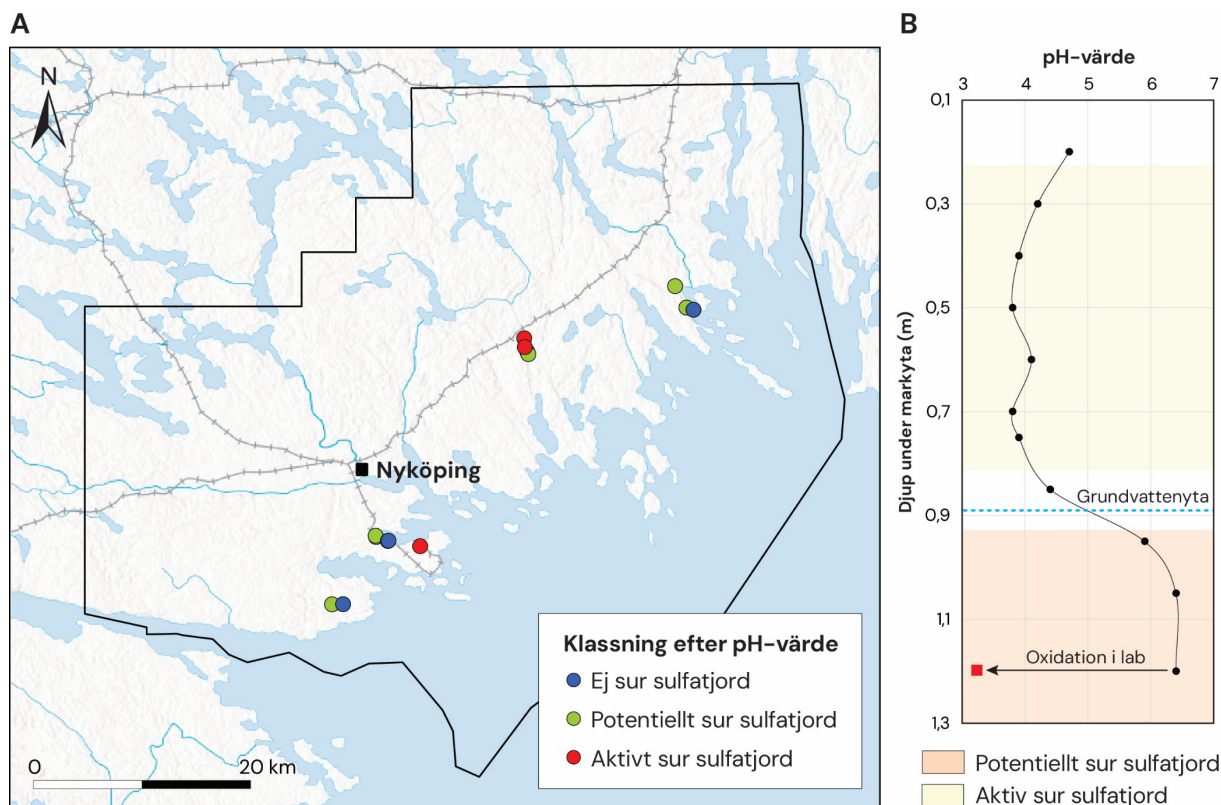 A
N
Nyköping
0
20 km
Klassning efter pH-värde
Ej sur sulfatjord
Potentiellt sur sulfatjord
Aktivt sur sulfatjord
B
pH-värde
3 4 5 6 7
Djup under markyta (m)
0,1
0,3
0,5
0,7
0,9
1,1
1,3
Grundvattenyta
Oxidation i lab
Potentiellt sur sulfatjord
Aktiv sur sulfatjord